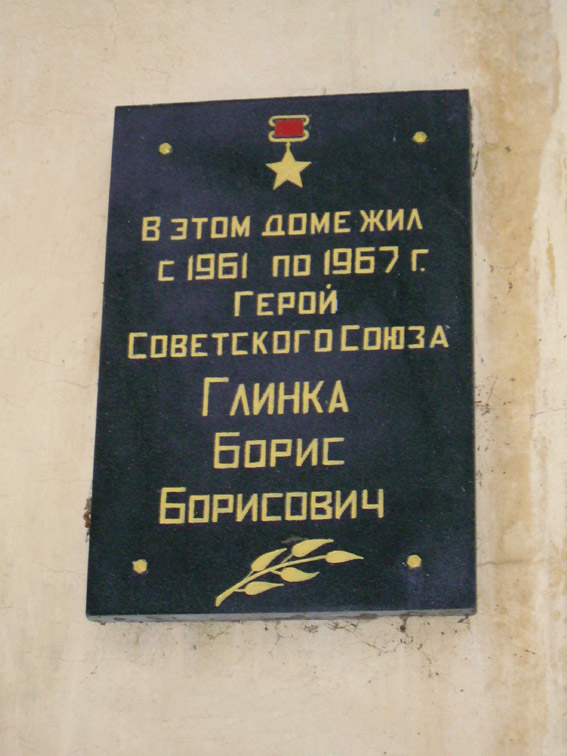 В ЭТОМ ДОМЕ ЖИЛ
С 1961 ПО 1967 Г.
ГЕРОЙ
СОВЕТСКОГО СОЮЗА
ГЛИНКА
БОРИС
БОРИСОВИЧ